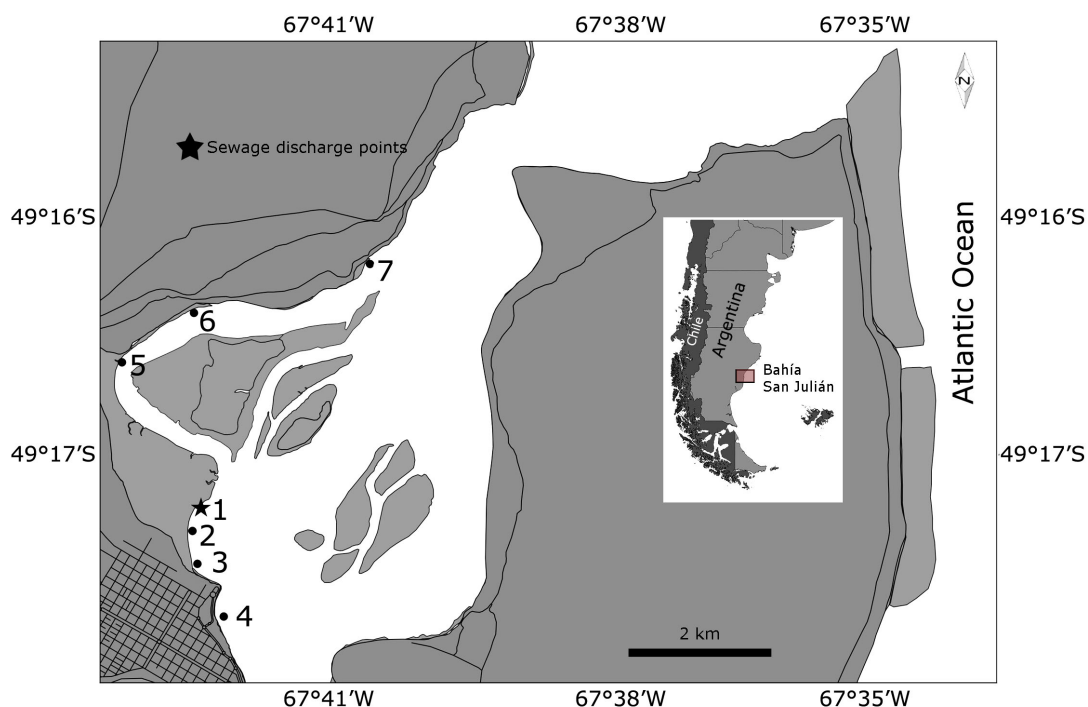 67°41′W 67°38′W 67°35′W
N
Sewage discharge points
49°16′S 49°16′S
Atlantic Ocean
7
6
5
Chile
Argentina
Bahía
San Julián
49°17′S 49°17′S
1
2
3
4
2 km
67°41′W 67°38′W 67°35′W